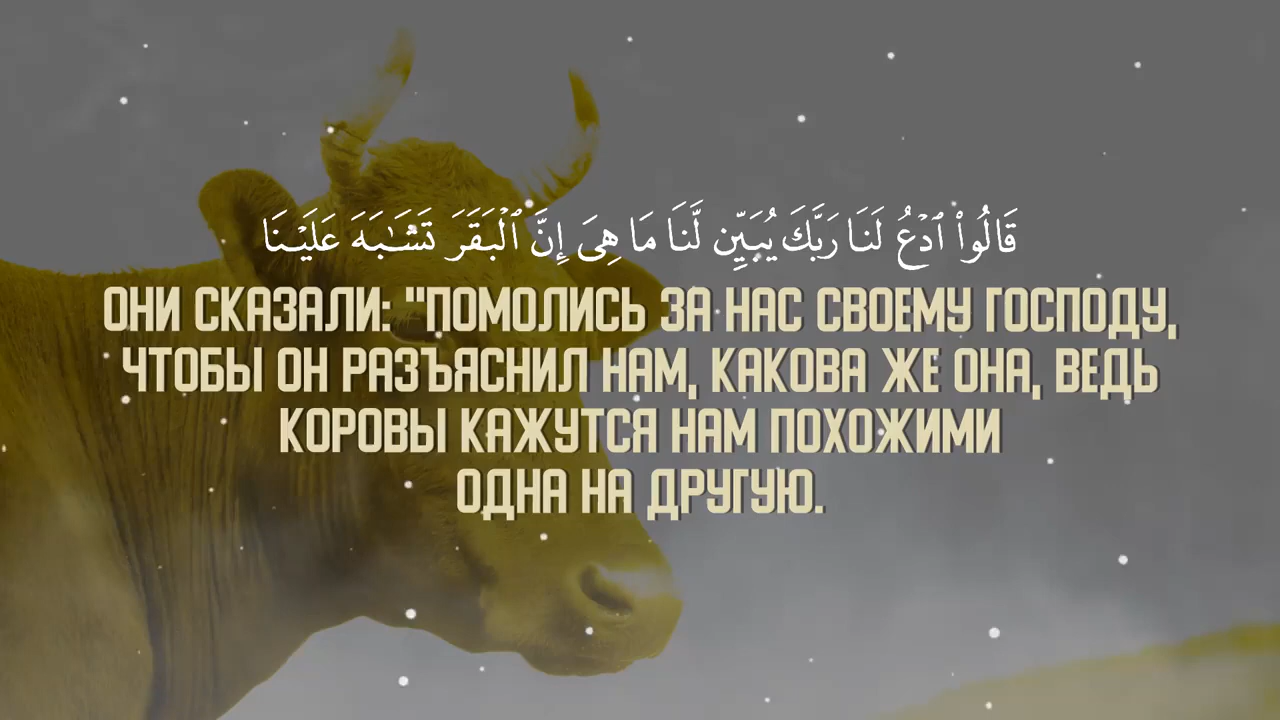 قَالُوا۟ ٱدْعُ لَنَا رَبَّكَ يُبَيِّن لَّنَا مَا هِىَ إِنَّ ٱلْبَقَرَ تَشَـٰبَهَ عَلَيْنَا
ОНИ СКАЗАЛИ: "ПОМОЛИСЬ ЗА НАС СВОЕМУ ГОСПОДУ,
ЧТОБЫ ОН РАЗЪЯСНИЛ НАМ, КАКОВА ЖЕ ОНА, ВЕДЬ
КОРОВЫ КАЖУТСЯ НАМ ПОХОЖИМИ
ОДНА НА ДРУГУЮ.